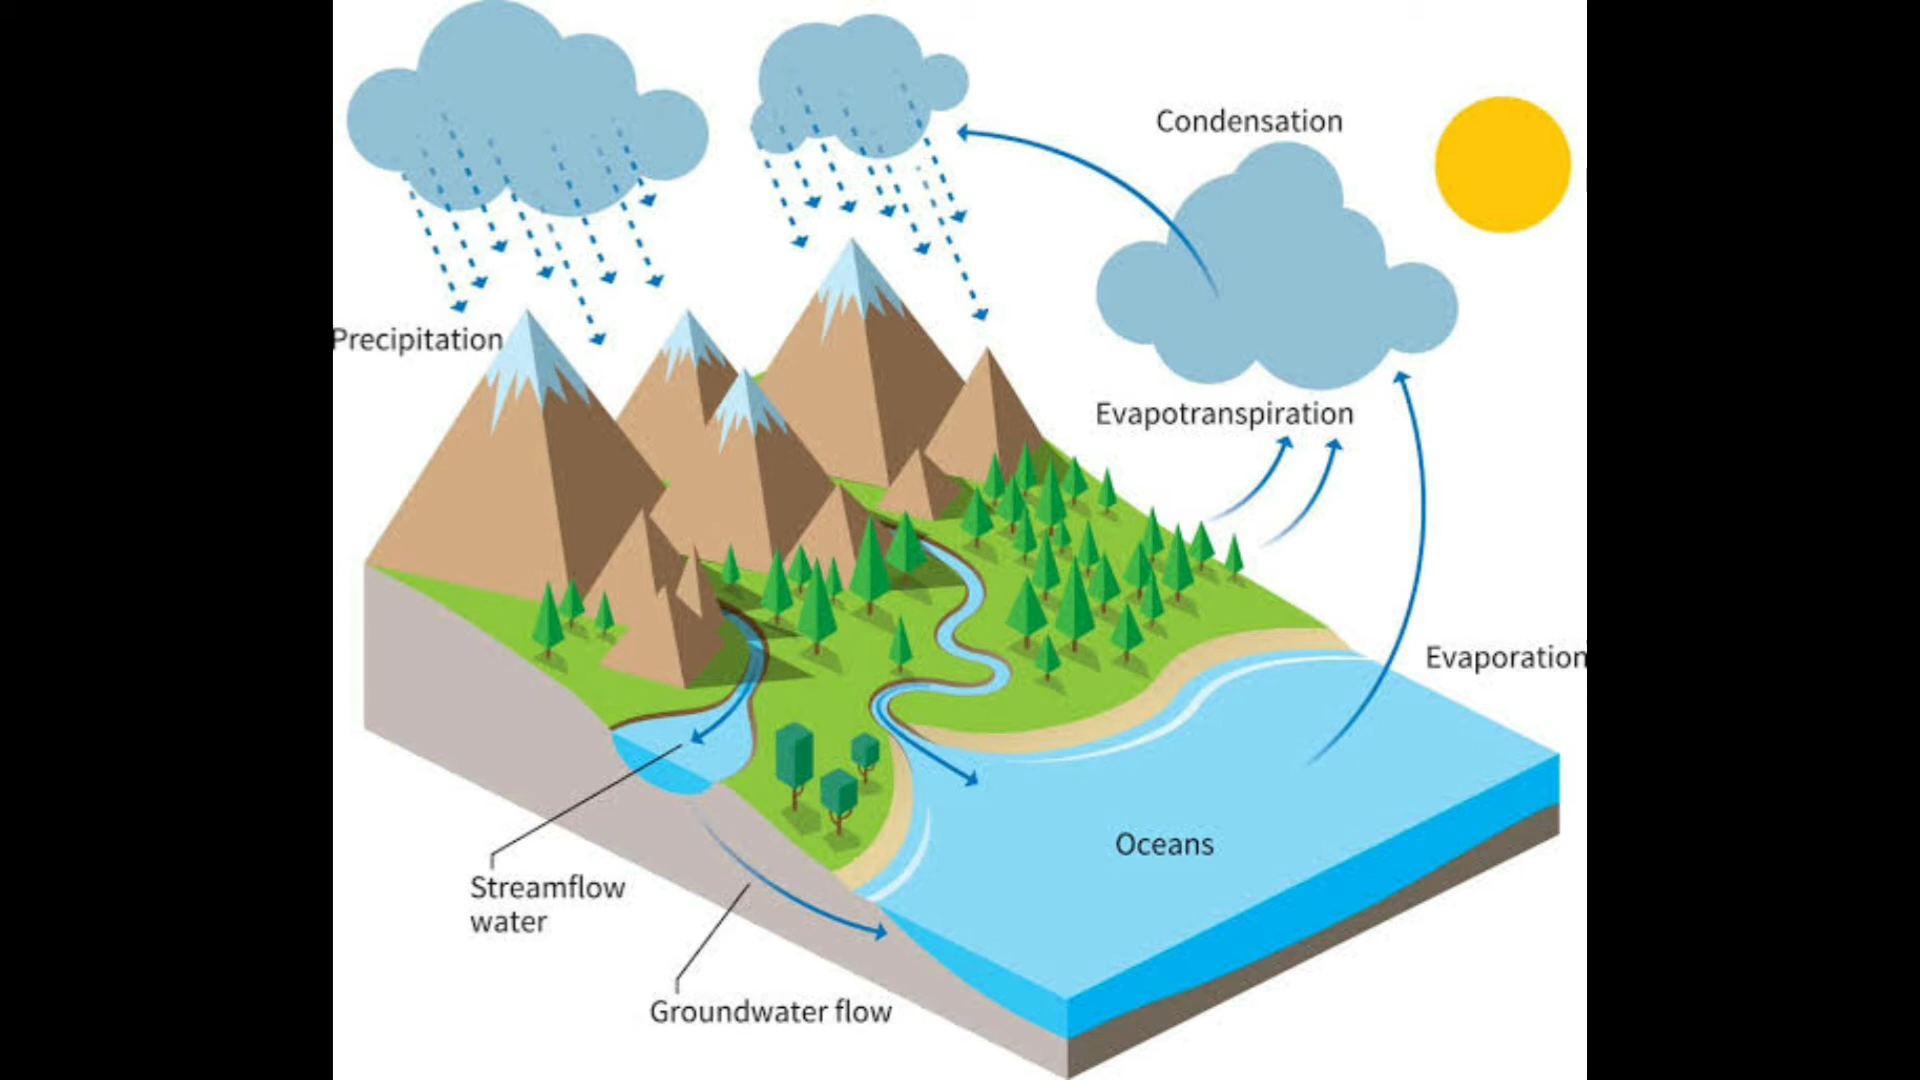 Condensation
Precipitation
Evapotranspiration
Evaporation
Oceans
Streamflow
water
Groundwater flow